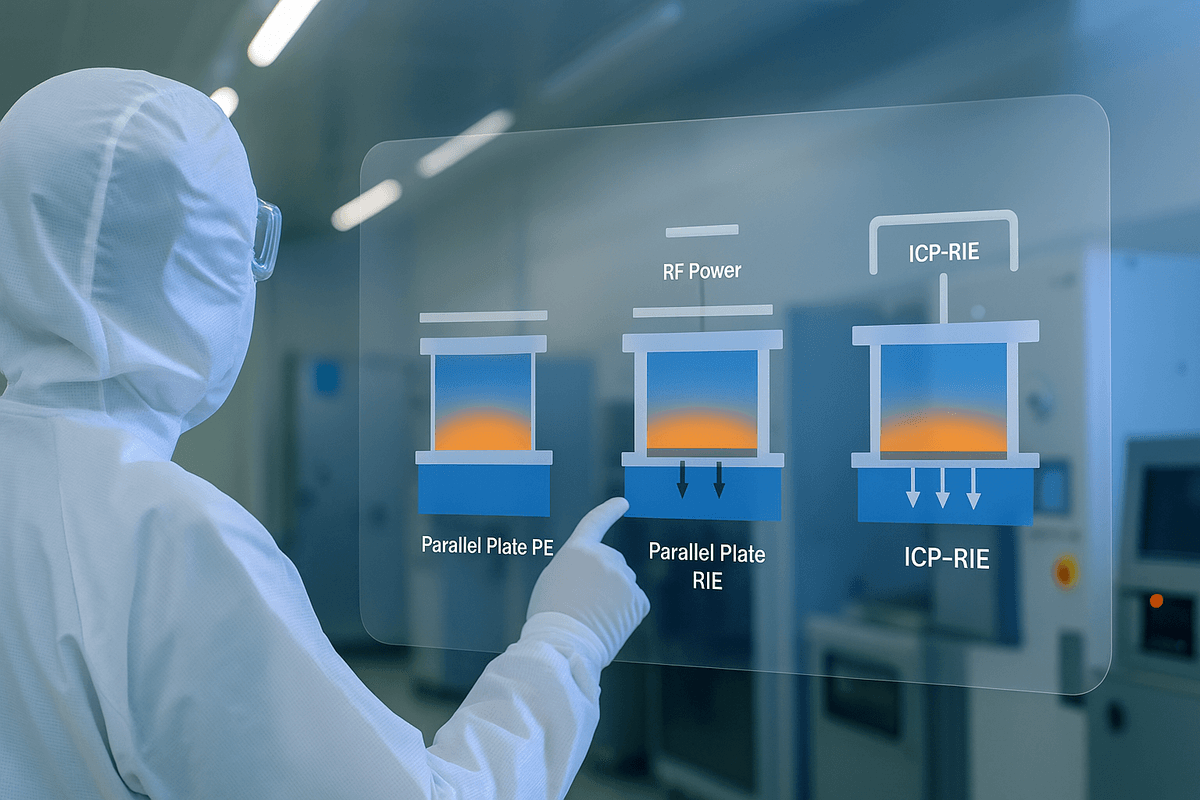 RF Power
ICP-RIE
Parallel Plate PE
Parallel Plate
RIE
ICP-RIE